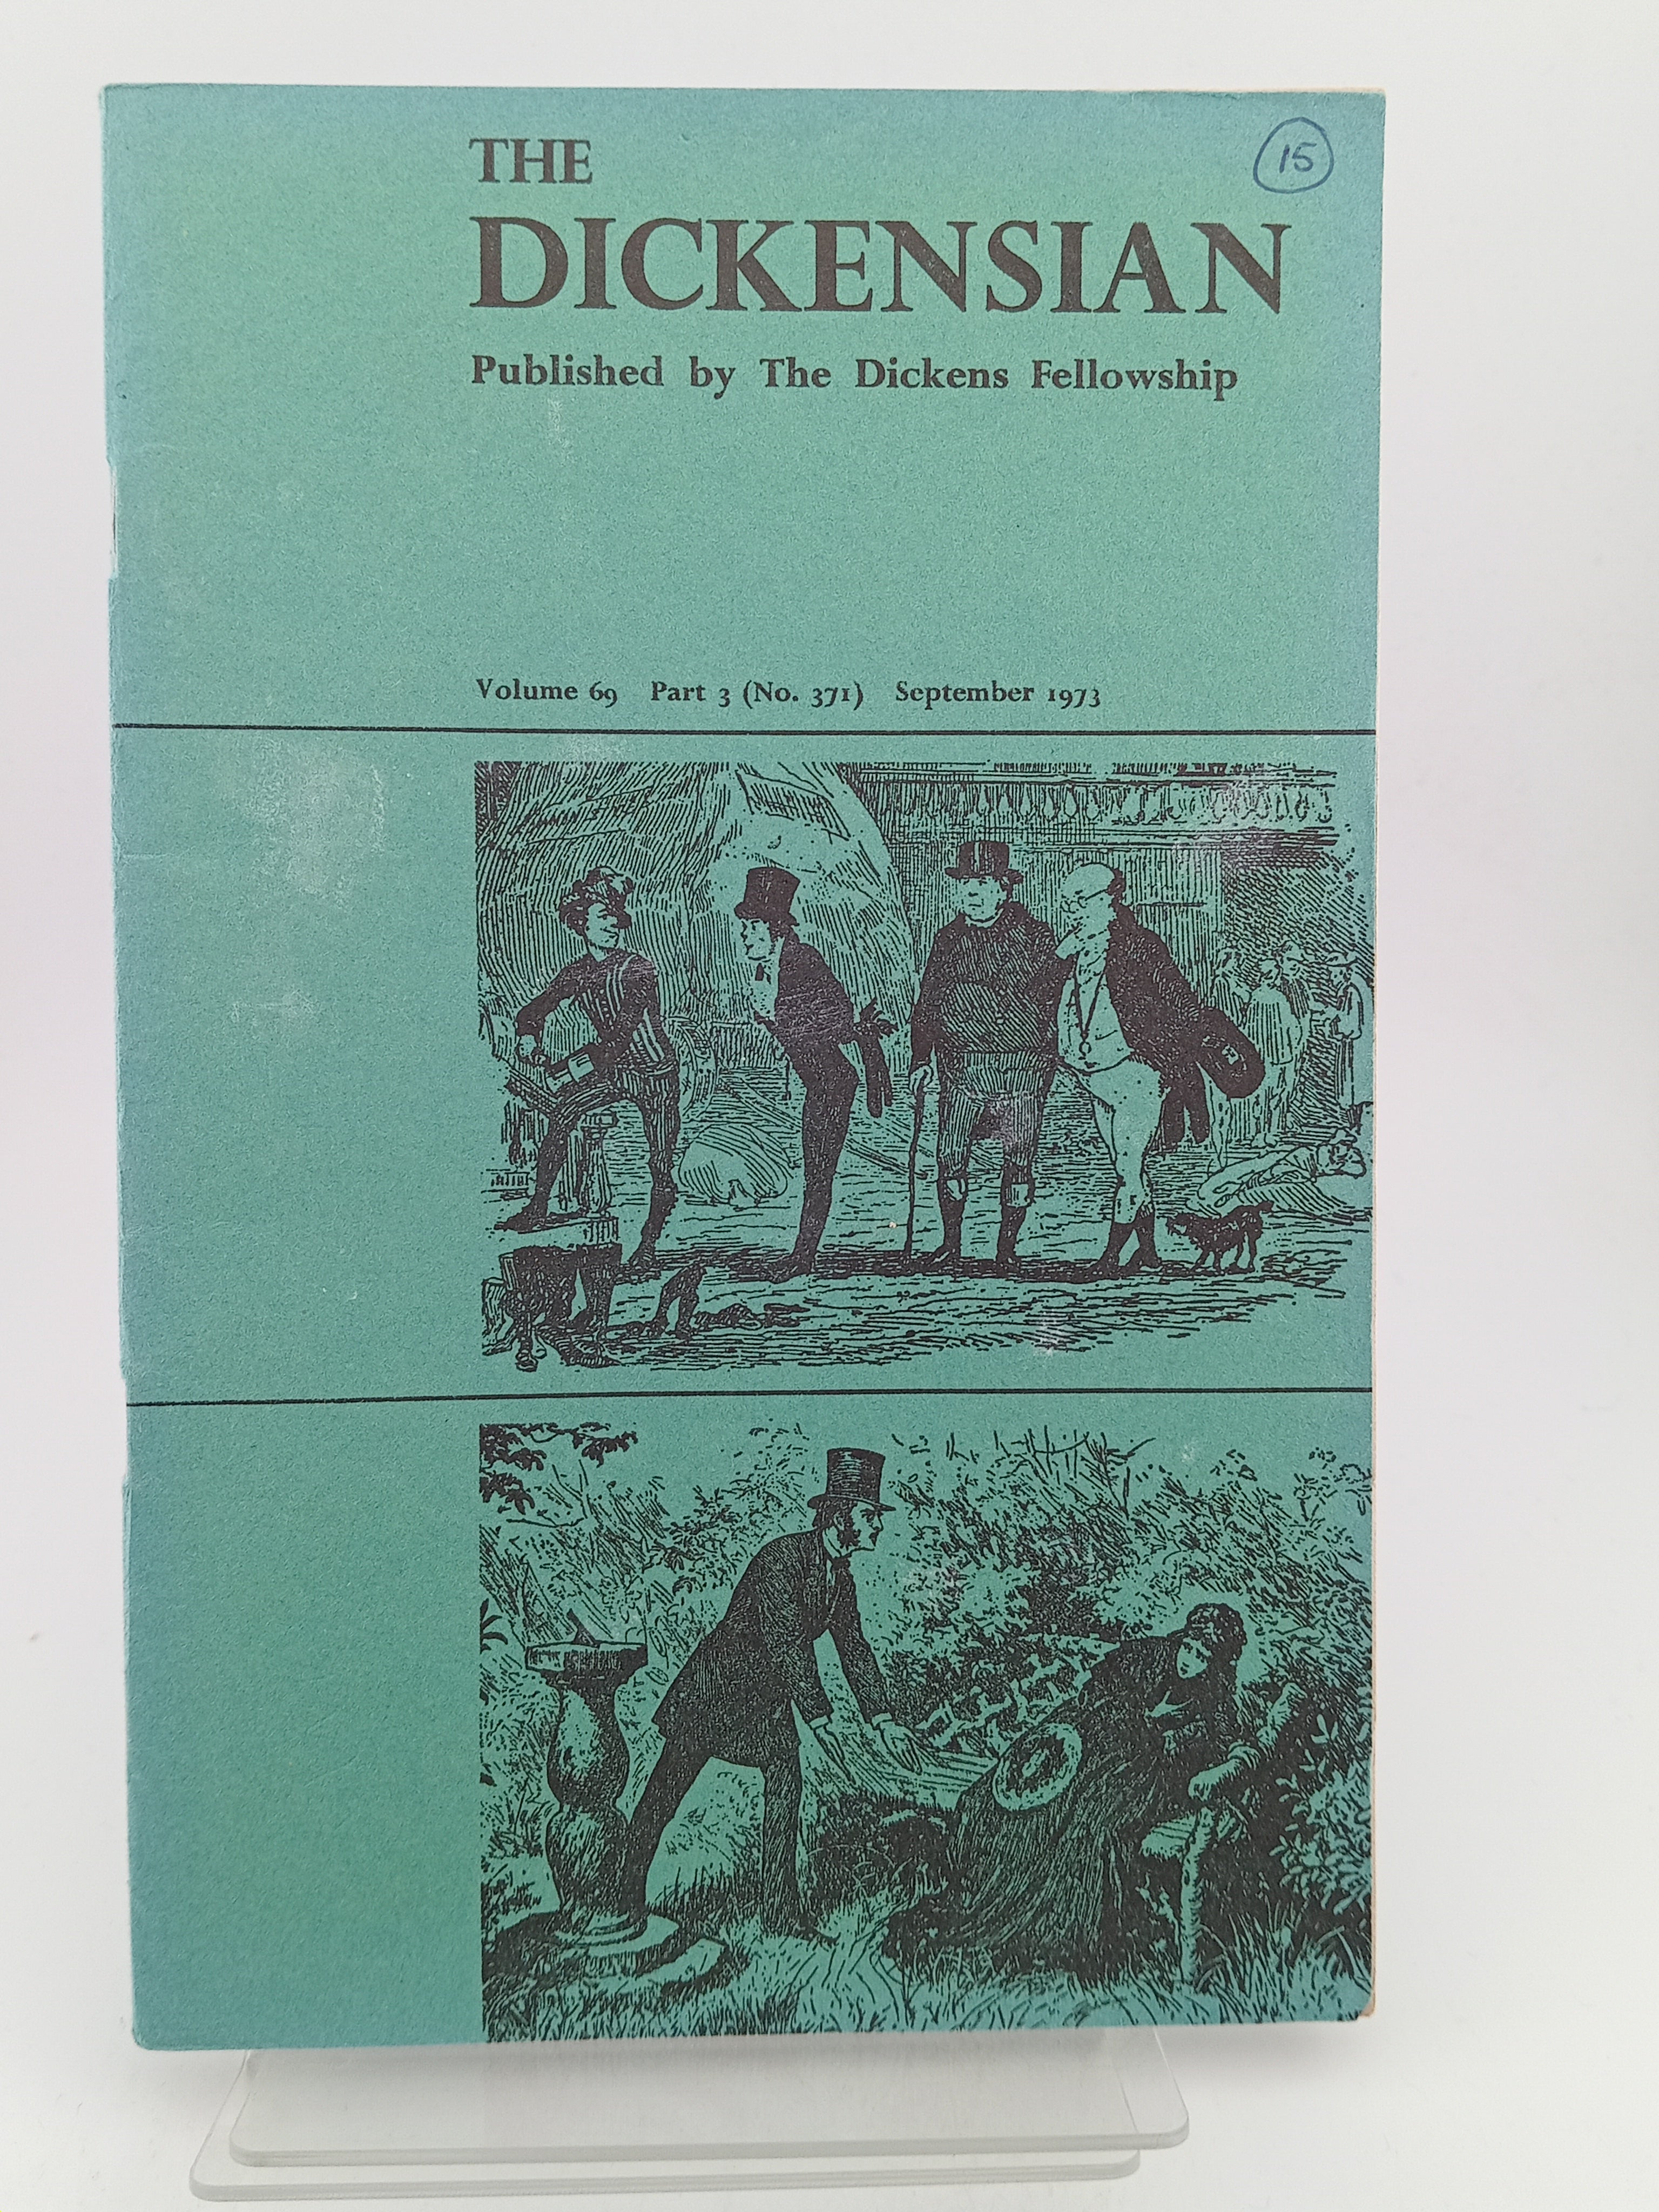 15
THE
DICKENSIAN
Published by The Dickens Fellowship
Volume 69 Part 3 (No. 371) September 1973